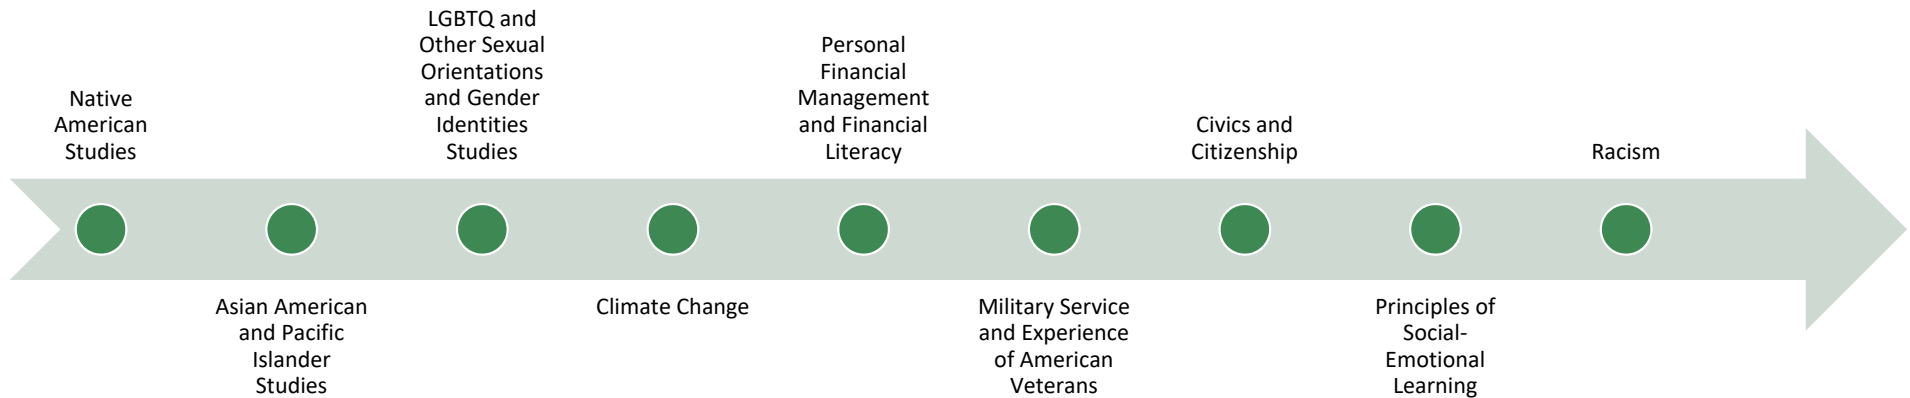 Native
American
Studies
Asian American
and Pacific
Islander
Studies
LGBTQ and
Other Sexual
Orientations
and Gender
Identities
Studies
Climate Change
Personal
Financial
Management
and Financial
Literacy
Military Service
and Experience
of American
Veterans
Civics and
Citizenship
Principles of
Social-
Emotional
Learning
Racism